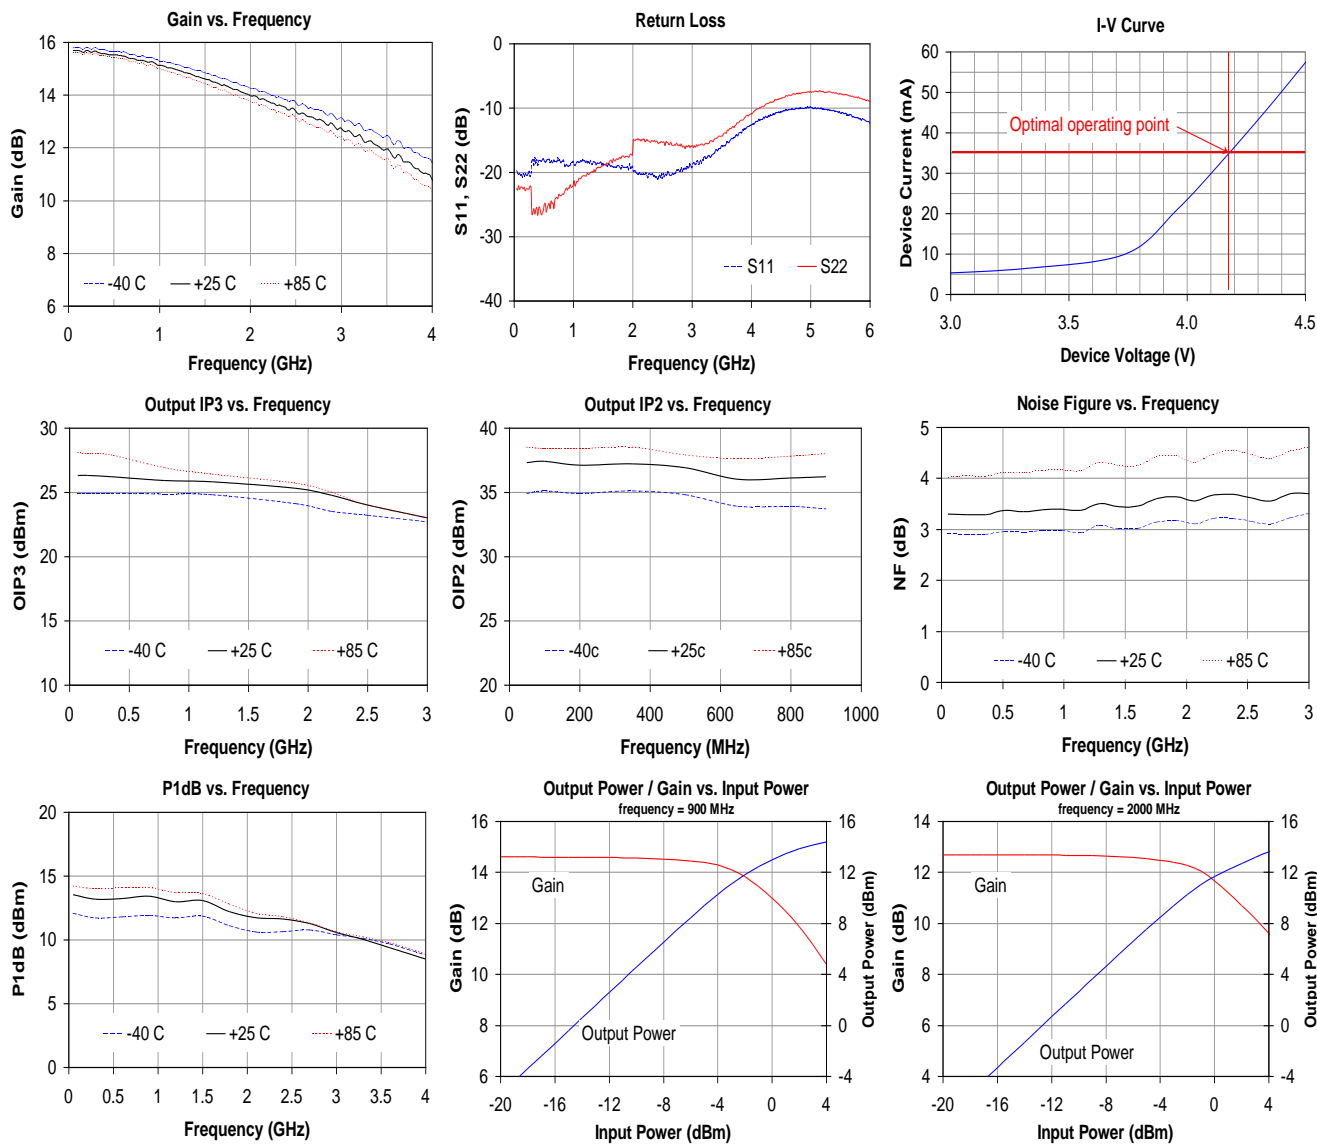 Gain vs. Frequency
16
14
12
10
8
6
Gain (dB)
-40 C
+25 C
+85 C
0
1
2
3
4
Frequency (GHz)
Return Loss
0
-10
-20
-30
-40
S11, S22 (dB)
S11
S22
0
1
2
3
4
5
6
Frequency (GHz)
I-V Curve
60
50
40
30
20
10
0
Device Current (mA)
Optimal operating point
3.0
3.5
4.0
4.5
Device Voltage (V)
Output IP3 vs. Frequency
30
25
20
15
10
OIP3 (dBm)
-40 C
+25 C
+85 C
0
0.5
1
1.5
2
2.5
3
Frequency (GHz)
Output IP2 vs. Frequency
40
35
30
25
20
OIP2 (dBm)
-40c
+25c
+85c
0
200
400
600
800
1000
Frequency (MHz)
Noise Figure vs. Frequency
5
4
3
2
1
0
NF (dB)
-40 C
+25 C
+85 C
0
0.5
1
1.5
2
2.5
3
Frequency (GHz)
P1dB vs. Frequency
20
15
10
5
0
P1dB (dBm)
-40 C
+25 C
+85 C
0
0.5
1
1.5
2
2.5
3
3.5
4
Frequency (GHz)
Output Power / Gain vs. Input Power
frequency = 900 MHz
16
14
12
10
8
6
Gain (dB)
Gain
Output Power
16
12
8
4
0
-4
Output Power (dBm)
-20
-16
-12
-8
-4
0
4
Input Power (dBm)
Output Power / Gain vs. Input Power
frequency = 2000 MHz
14
12
10
8
6
4
Gain (dB)
Gain
Output Power
16
12
8
4
0
-4
Output Power (dBm)
-20
-16
-12
-8
-4
0
4
Input Power (dBm)